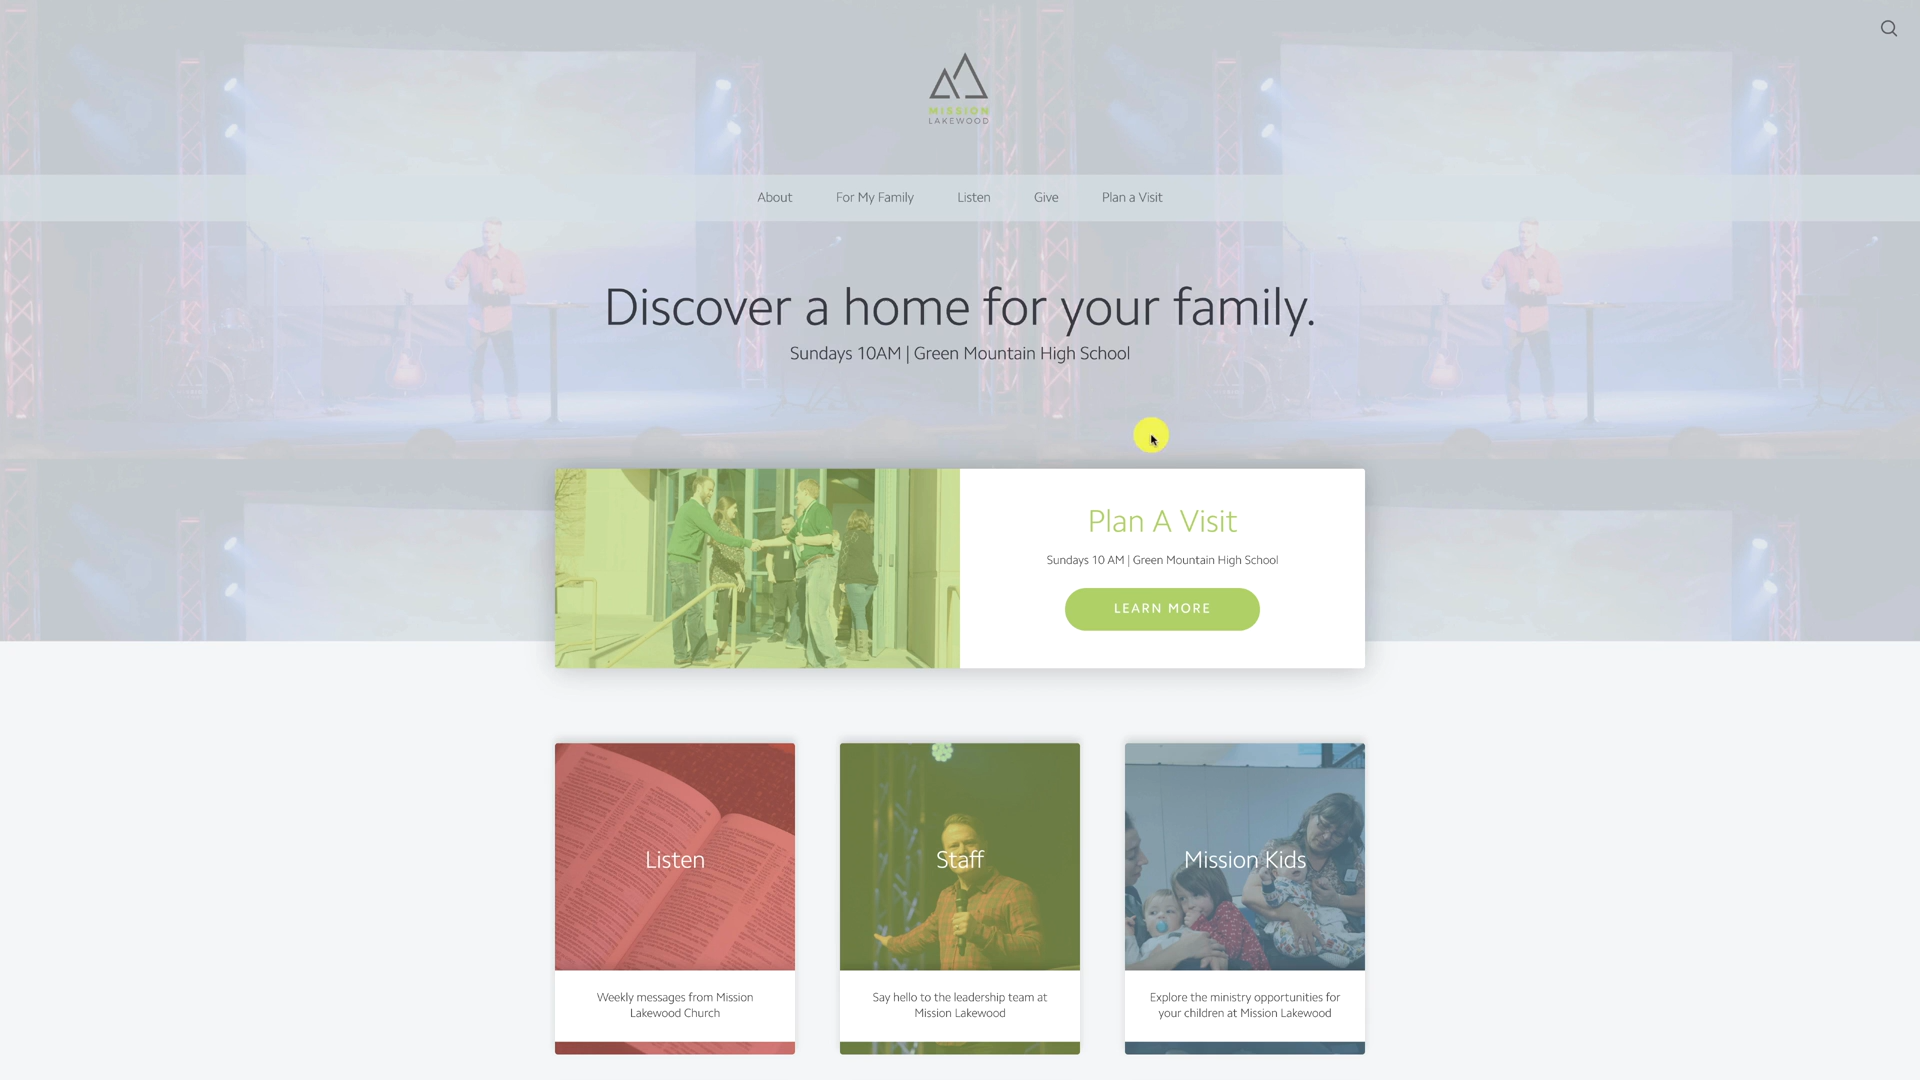 MISSION
LAKEWOOD
About For My Family Listen Give Plan a Visit
Discover a home for your family.
Sundays 10AM | Green Mountain High School
Plan A Visit
Sundays 10 AM | Green Mountain High School
LEARN MORE
Listen
Staff
Mission Kids
Weekly messages from Mission
Lakewood Church
Say hello to the leadership team at
Mission Lakewood
Explore the ministry opportunities for
your children at Mission Lakewood